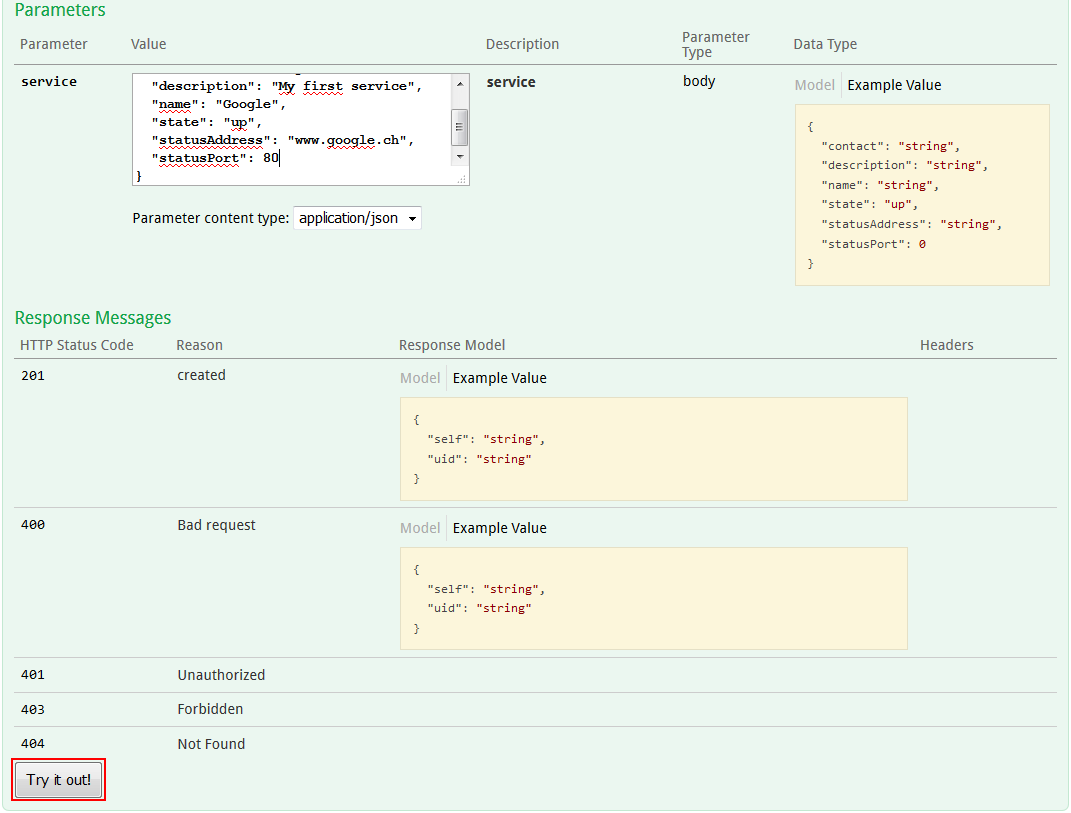 Parameters
Parameter Value Description Parameter Type Data Type
service
"description": "My first service",
"name": "Google",
"state": "up",
"statusAddress": "www.google.ch",
"statusPort": 80
}
Parameter content type: application/json
service
body
Model Example Value
{
"contact": "string",
"description": "string",
"name": "string",
"state": "up",
"statusAddress": "string",
"statusPort": 0
}
Response Messages
HTTP Status Code Reason Response Model Headers
201 created Model Example Value
{
"self": "string",
"uid": "string"
}
400 Bad request Model Example Value
{
"self": "string",
"uid": "string"
}
401 Unauthorized
403 Forbidden
404 Not Found
Try it out!